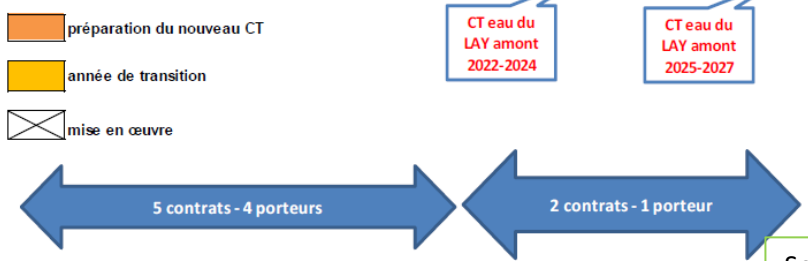 préparation du nouveau CT
année de transition
mise en œuvre
CT eau du
LAY amont
2022-2024
CT eau du
LAY amont
2025-2027
5 contrats - 4 porteurs
2 contrats - 1 porteur